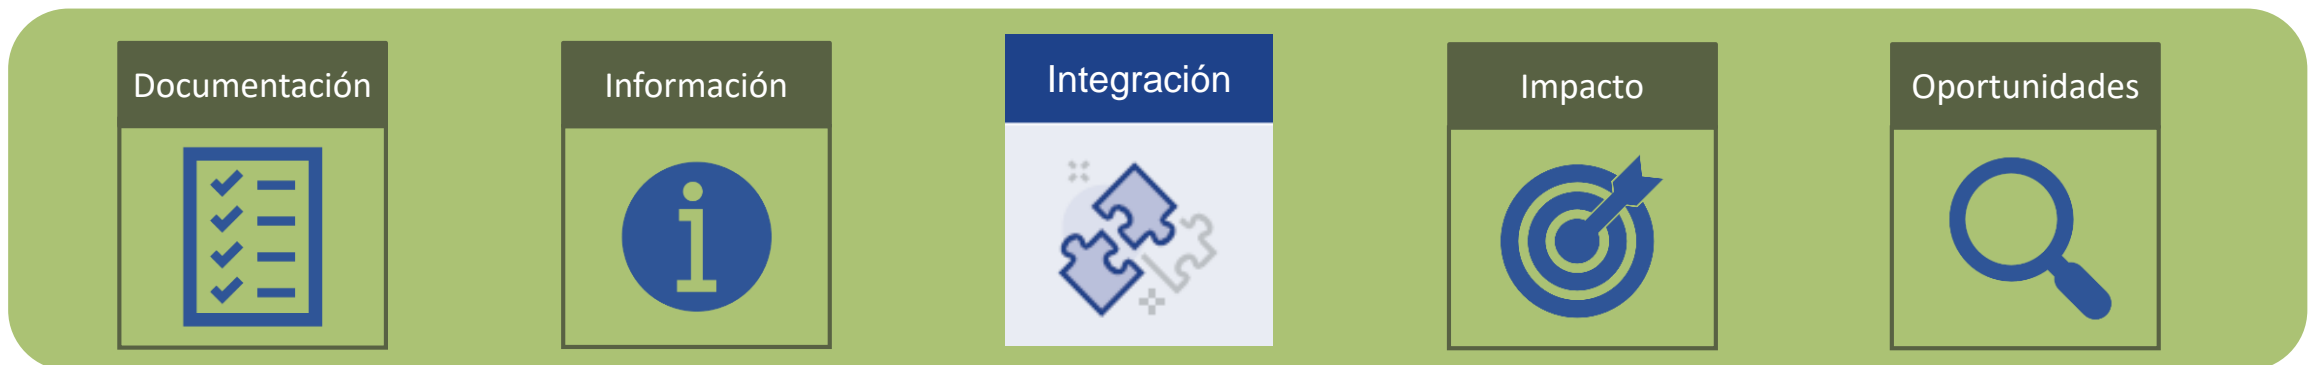 Documentación
Información
Integración
Impacto
Oportunidades